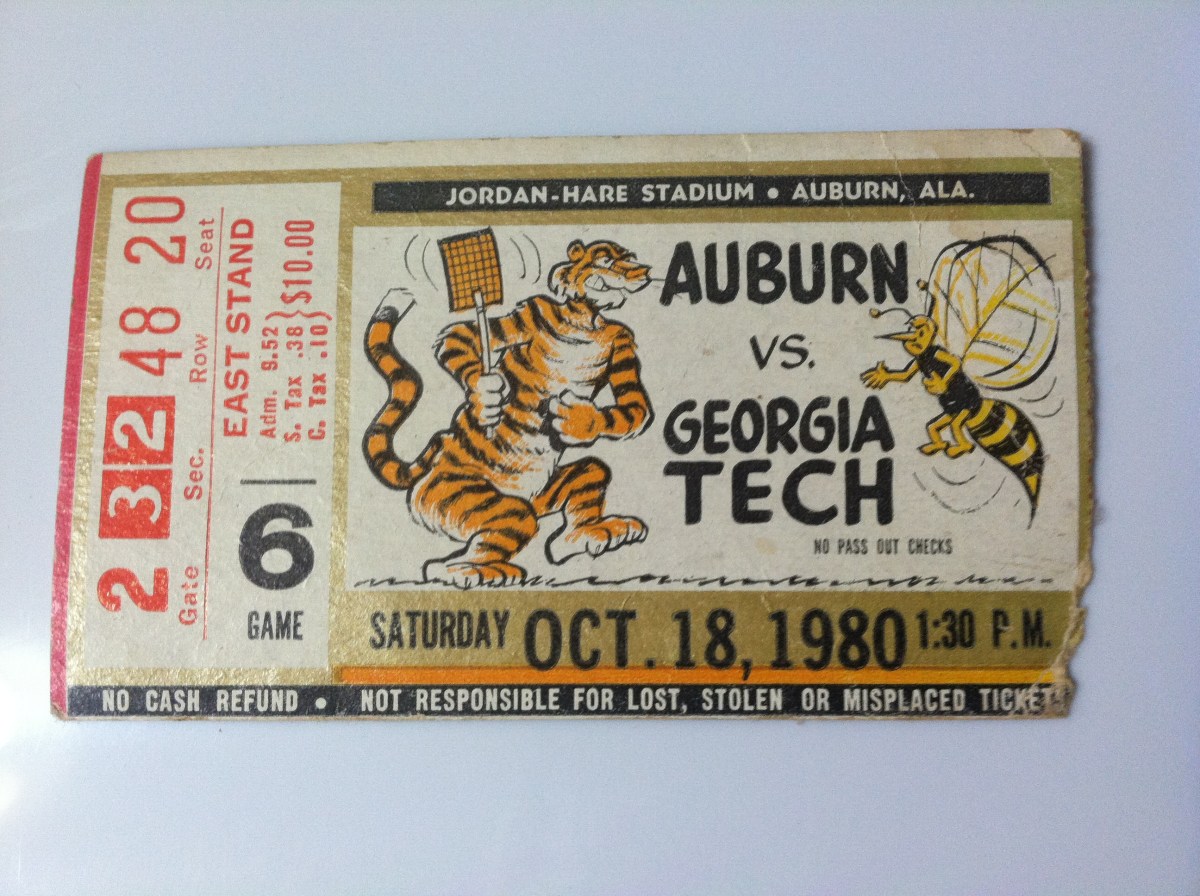 2 32 48 20
Gate Sec. Row Seat
EAST STAND
Adm. 9.52
S. Tax .38
C. Tax .10
} $10.00
6
GAME
JORDAN-HARE STADIUM • AUBURN, ALA.
AUBURN
VS.
GEORGIA
TECH
NO PASS OUT CHECKS
SATURDAY OCT. 18, 1980 1:30 P.M.
NO CASH REFUND • NOT RESPONSIBLE FOR LOST, STOLEN OR MISPLACED TICKETS